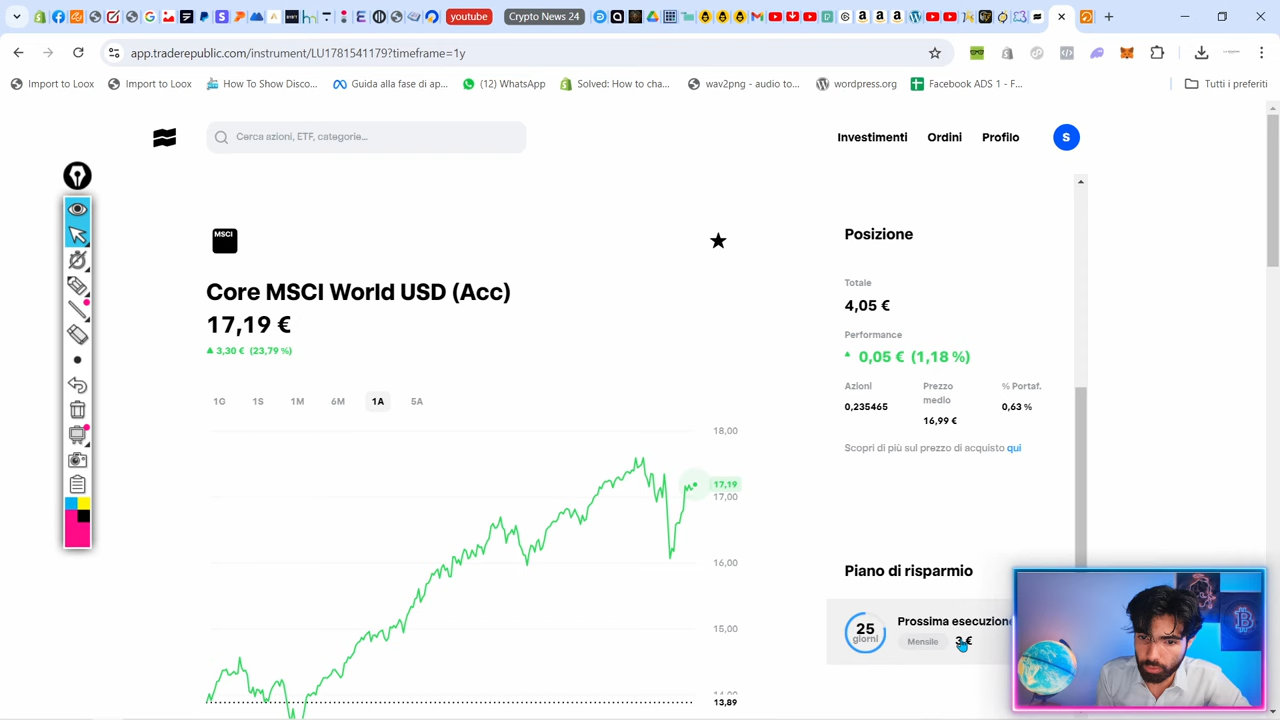 youtube
Crypto News 24
app.traderepublic.com/instrument/LU1781541179?timeframe=1y
Import to Loox
Import to Loox
How To Show Disco...
Guida alla fase di ap...
(12) WhatsApp
Solved: How to cha...
wav2png - audio to...
wordpress.org
Facebook ADS 1 - F...
Tutti i preferiti
Cerca azioni, ETF, categorie...
Investimenti
Ordini
Profilo
S
MSCI
Core MSCI World USD (Acc)
17,19 €
3,30 € (23,79 %)
1G
1S
1M
6M
1A
5A
18,00
17,19
17,00
16,00
15,00
14,00
13,89
Posizione
Totale
4,05 €
Performance
0,05 € (1,18 %)
Azioni
Prezzo medio
% Portaf.
0,235465
16,99 €
0,63 %
Scopri di più sul prezzo di acquisto qui
Piano di risparmio
25
giorni
Prossima esecuzione
Mensile
3 €